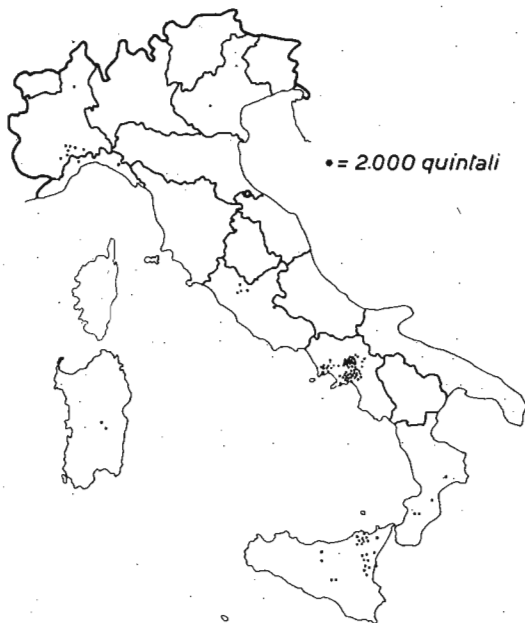 • = 2.000 quintali